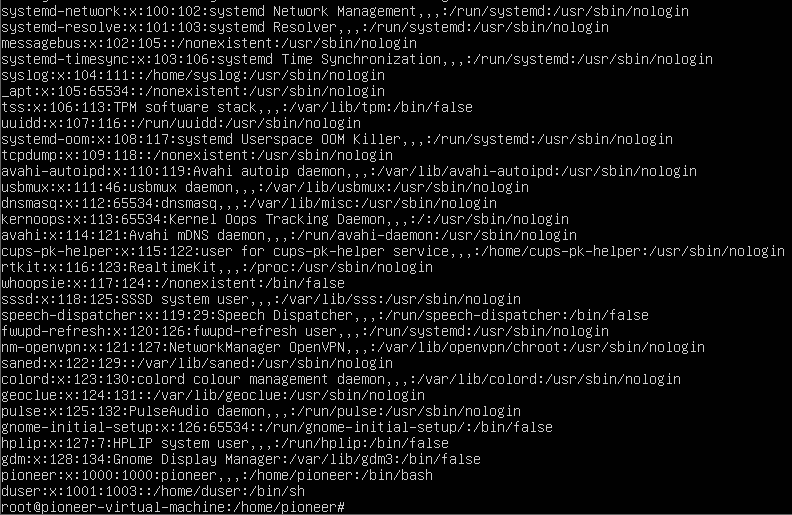 systemd-network:x:100:102:systemd Network Management,,,:/run/systemd:/usr/sbin/nologin
systemd-resolve:x:101:103:systemd Resolver,,,:/run/systemd:/usr/sbin/nologin
messagebus:x:102:105::/nonexistent:/usr/sbin/nologin
systemd-timesync:x:103:106:systemd Time Synchronization,,,:/run/systemd:/usr/sbin/nologin
syslog:x:104:111::/home/syslog:/usr/sbin/nologin
_apt:x:105:65534::/nonexistent:/usr/sbin/nologin
tss:x:106:113:TPM software stack,,,:/var/lib/tpm:/bin/false
uuidd:x:107:116::/run/uuidd:/usr/sbin/nologin
systemd-oom:x:108:117:systemd Userspace OOM Killer,,,:/run/systemd:/usr/sbin/nologin
tcpdump:x:109:118::/nonexistent:/usr/sbin/nologin
avahi-autoipd:x:110:119:Avahi autoip daemon,,,:/var/lib/avahi-autoipd:/usr/sbin/nologin
usbmux:x:111:46:usbmux daemon,,,:/var/lib/usbmux:/usr/sbin/nologin
dnsmasq:x:112:65534:dnsmasq,,,:/var/lib/misc:/usr/sbin/nologin
kernoops:x:113:65534:Kernel Oops Tracking Daemon,,,:/:/usr/sbin/nologin
avahi:x:114:121:Avahi mDNS daemon,,,:/run/avahi-daemon:/usr/sbin/nologin
cups-pk-helper:x:115:122:user for cups-pk-helper service,,,:/home/cups-pk-helper:/usr/sbin/nologin
rtkit:x:116:123:RealtimeKit,,,:/proc:/usr/sbin/nologin
whoopsie:x:117:124::/nonexistent:/bin/false
sssd:x:118:125:SSSD system user,,,:/var/lib/sss:/usr/sbin/nologin
speech-dispatcher:x:119:29:Speech Dispatcher,,,:/run/speech-dispatcher:/bin/false
fwupd-refresh:x:120:126:fwupd-refresh user,,,:/run/systemd:/usr/sbin/nologin
nm-openvpn:x:121:127:NetworkManager OpenVPN,,,:/var/lib/openvpn/chroot:/usr/sbin/nologin
saned:x:122:129::/var/lib/saned:/usr/sbin/nologin
colord:x:123:130:colord colour management daemon,,,:/var/lib/colord:/usr/sbin/nologin
geoclue:x:124:131::/var/lib/geoclue:/usr/sbin/nologin
pulse:x:125:132:PulseAudio daemon,,,:/run/pulse:/usr/sbin/nologin
gnome-initial-setup:x:126:65534::/run/gnome-initial-setup/:/bin/false
hplip:x:127:7:HPLIP system user,,,:/run/hplip:/bin/false
gdm:x:128:134:Gnome Display Manager:/var/lib/gdm3:/bin/false
pioneer:x:1000:1000:pioneer,,,:/home/pioneer:/bin/bash
duser:x:1001:1003::/home/duser:/bin/sh
root@pioneer-virtual-machine:/home/pioneer#